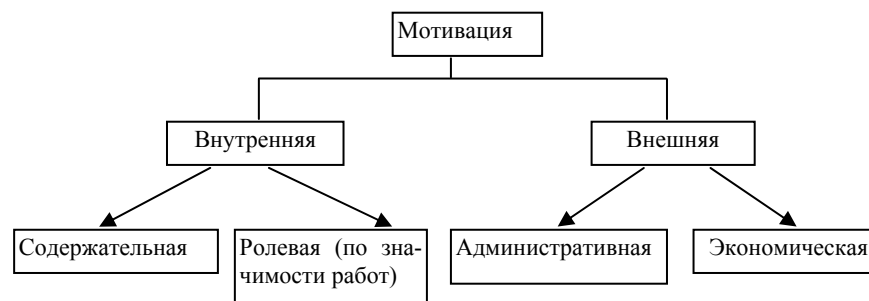 Мотивация
Внутренняя
Внешняя
Содержательная
Ролевая (по зна-
чимости работ)
Административная
Экономическая